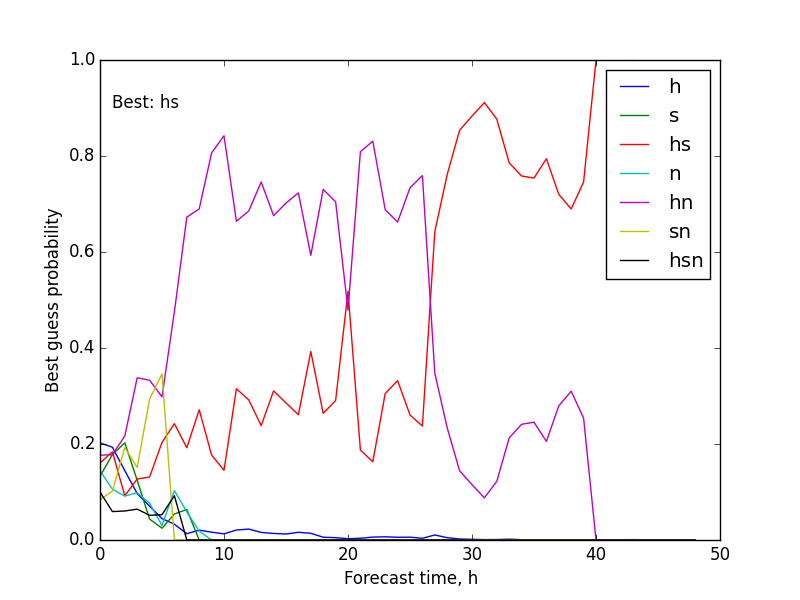 Best: hs
h
s
hs
n
hn
sn
hsn
1.0
0.8
0.6
0.4
0.2
0.0
0
10
20
30
40
50
Best guess probability
Forecast time, h